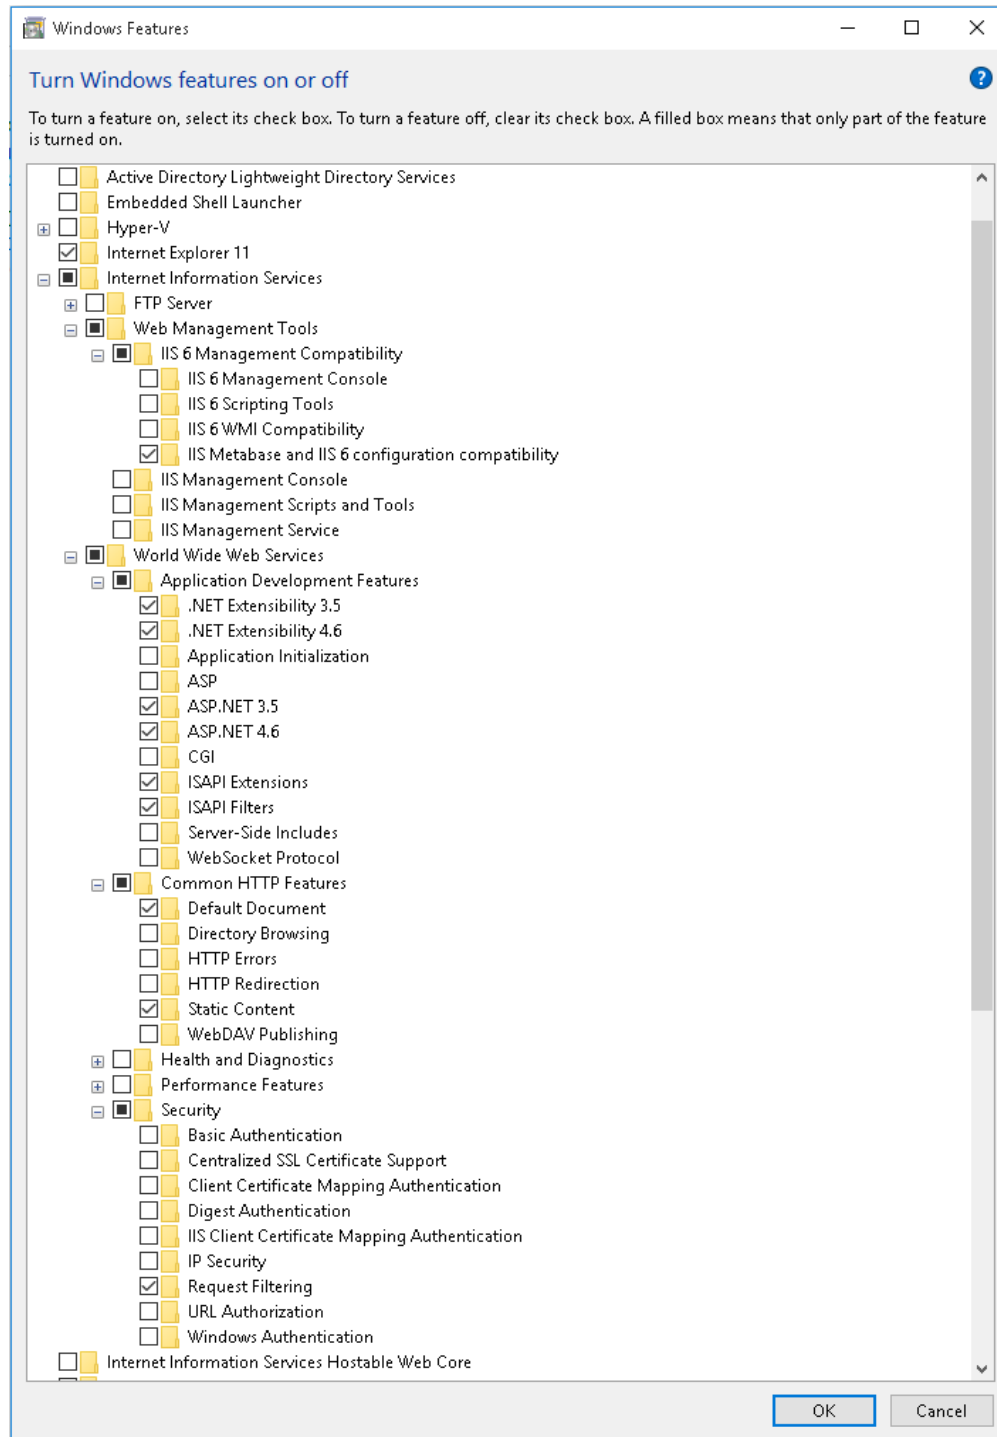 Windows Features
Turn Windows features on or off
To turn a feature on, select its check box. To turn a feature off, clear its check box. A filled box means that only part of the feature
is turned on.
Active Directory Lightweight Directory Services
Embedded Shell Launcher
Hyper-V
Internet Explorer 11
Internet Information Services
FTP Server
Web Management Tools
IIS 6 Management Compatibility
IIS 6 Management Console
IIS 6 Scripting Tools
IIS 6 WMI Compatibility
IIS Metabase and IIS 6 configuration compatibility
IIS Management Console
IIS Management Scripts and Tools
IIS Management Service
World Wide Web Services
Application Development Features
.NET Extensibility 3.5
.NET Extensibility 4.6
Application Initialization
ASP
ASP.NET 3.5
ASP.NET 4.6
CGI
ISAPI Extensions
ISAPI Filters
Server-Side Includes
WebSocket Protocol
Common HTTP Features
Default Document
Directory Browsing
HTTP Errors
HTTP Redirection
Static Content
WebDAV Publishing
Health and Diagnostics
Performance Features
Security
Basic Authentication
Centralized SSL Certificate Support
Client Certificate Mapping Authentication
Digest Authentication
IIS Client Certificate Mapping Authentication
IP Security
Request Filtering
URL Authorization
Windows Authentication
Internet Information Services Hostable Web Core
OK
Cancel